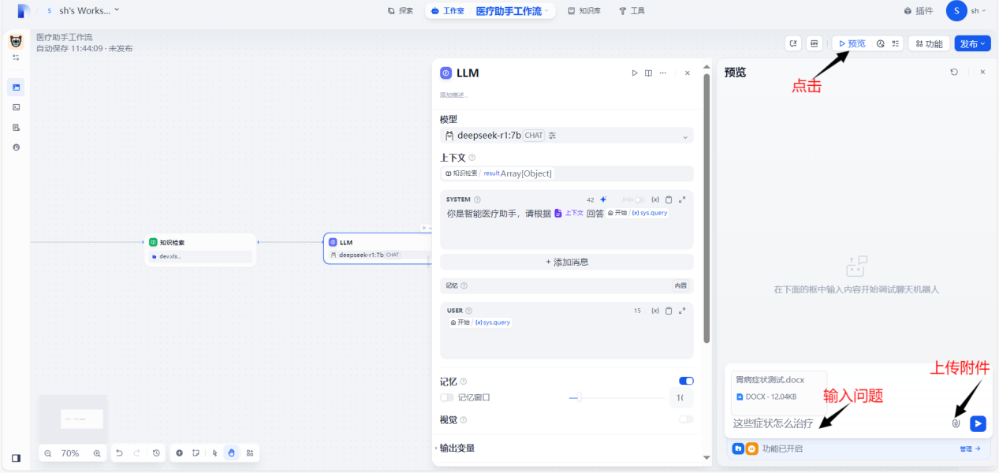 S sh's Works...
探索
工作室
医疗助手工作流
知识库
工具
插件
S sh
医疗助手工作流
自动保存 11:44:09 · 未发布
预览
功能
发布
点击
LLM
添加描述...
模型
deepseek-r1:7b CHAT
上下文
知识检索 / result Array[Object]
SYSTEM 42 Jinja {x}
你是智能医疗助手，请根据 上下文 回答 开始 / {x} sys.query
+ 添加消息
记忆 内置
USER 15 {x}
开始 / {x} sys.query
记忆
记忆窗口 1(
视觉
输出变量
知识检索
dev.xls...
LLM
deepseek-r1:7b CHAT
70%
预览
在下面的框中输入内容开始调试聊天机器人
上传附件
胃病症状测试.docx
DOCX · 12.04KB
输入问题
这些症状怎么治疗
功能已开启
管理 →